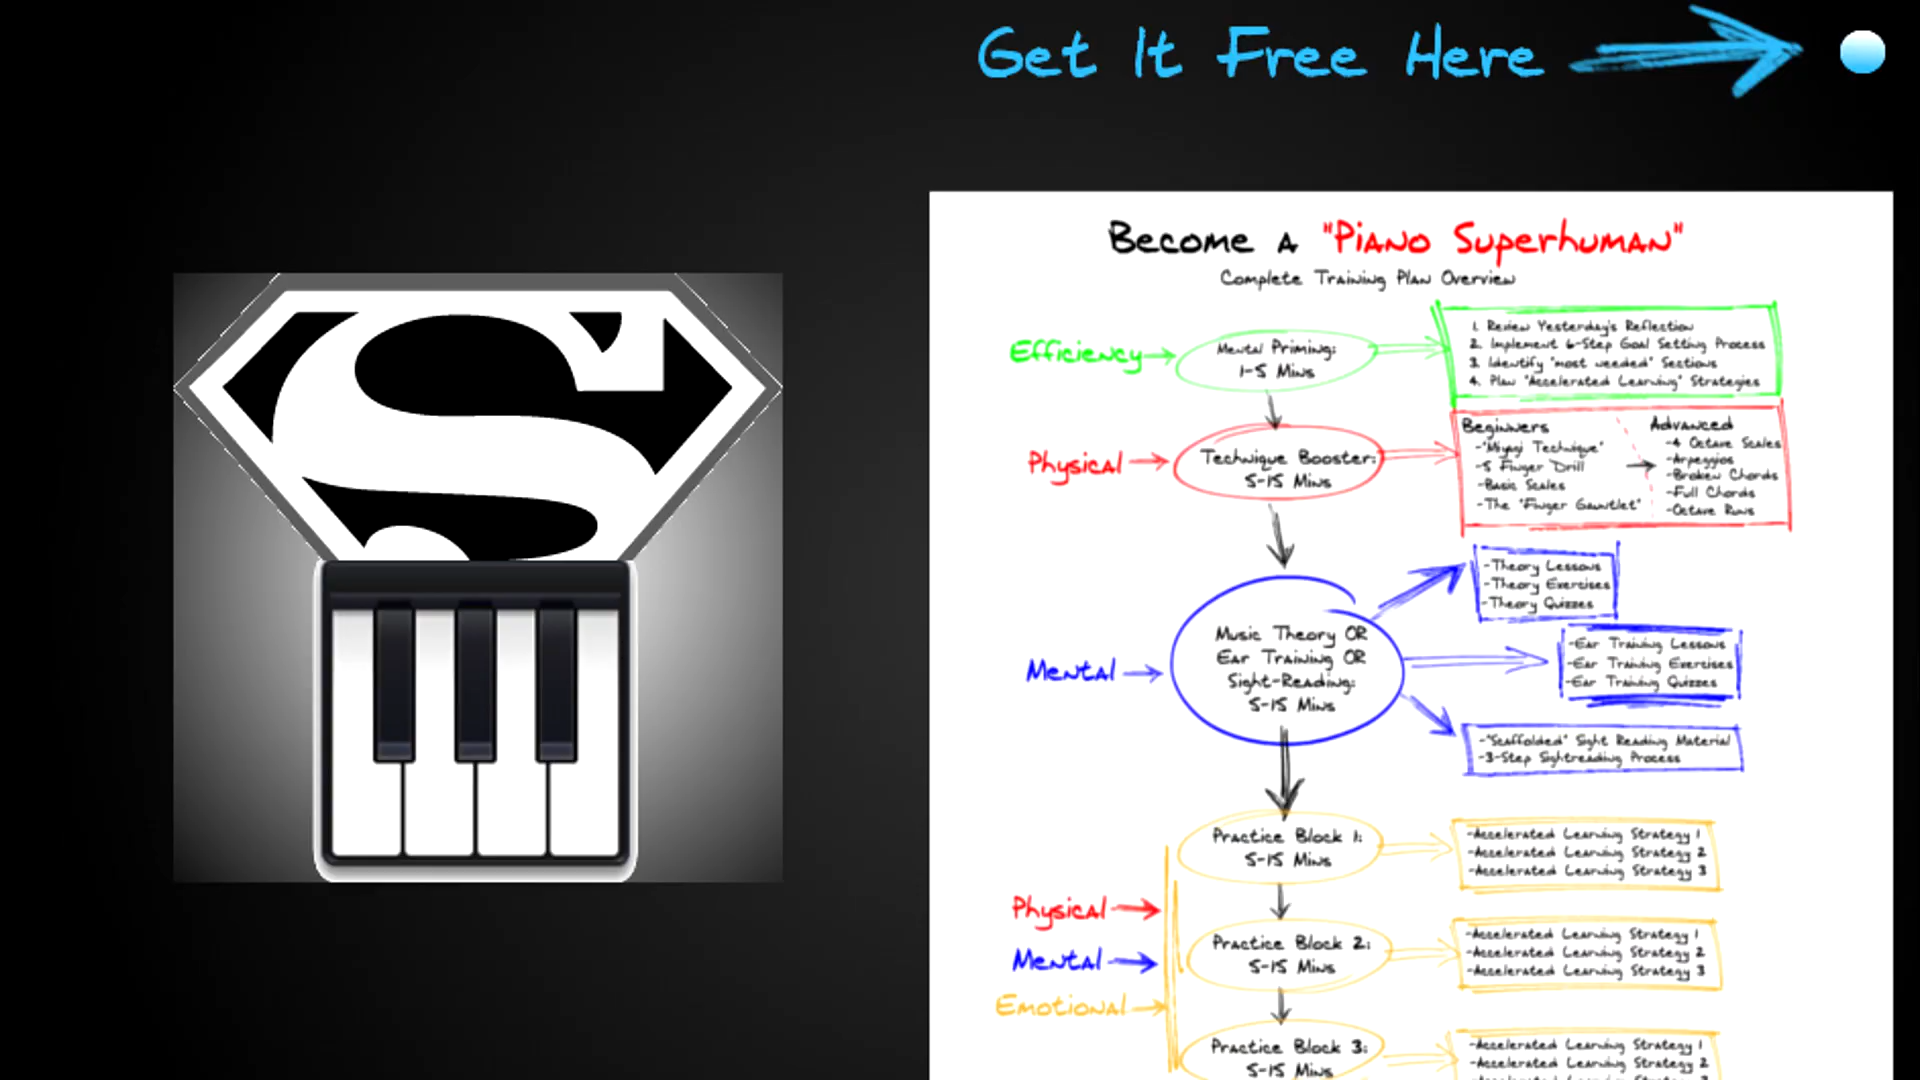 Get It Free Here
Become A "Piano Superhuman"
Complete Training Plan Overview
Efficiency
Mental Priming:
1-5 Mins
1. Review Yesterday's Reflection
2. Implement 6-Step Goal Setting Process
3. Identify "most needed" Sections
4. Plan "Accelerated Learning" Strategies
Physical
Technique Booster:
5-15 Mins
Beginners
-"Miyagi Technique"
-5 Finger Drill
-Basic Scales
-The "Finger Gauntlet"
Advanced
-4 Octave Scales
-Arpeggios
-Broken Chords
-Full Chords
-Octave Runs
Mental
Music Theory OR
Ear Training OR
Sight-Reading:
5-15 Mins
-Theory Lessons
-Theory Exercises
-Theory Quizzes
-Ear Training Lessons
-Ear Training Exercises
-Ear Training Quizzes
-"Scaffolded" Sight Reading Material
-3-Step Sightreading Process
Physical
Mental
Emotional
Practice Block 1:
5-15 Mins
-Accelerated Learning Strategy 1
-Accelerated Learning Strategy 2
-Accelerated Learning Strategy 3
Practice Block 2:
5-15 Mins
-Accelerated Learning Strategy 1
-Accelerated Learning Strategy 2
-Accelerated Learning Strategy 3
Practice Block 3:
5-15 Mins
-Accelerated Learning Strategy 1
-Accelerated Learning Strategy 2